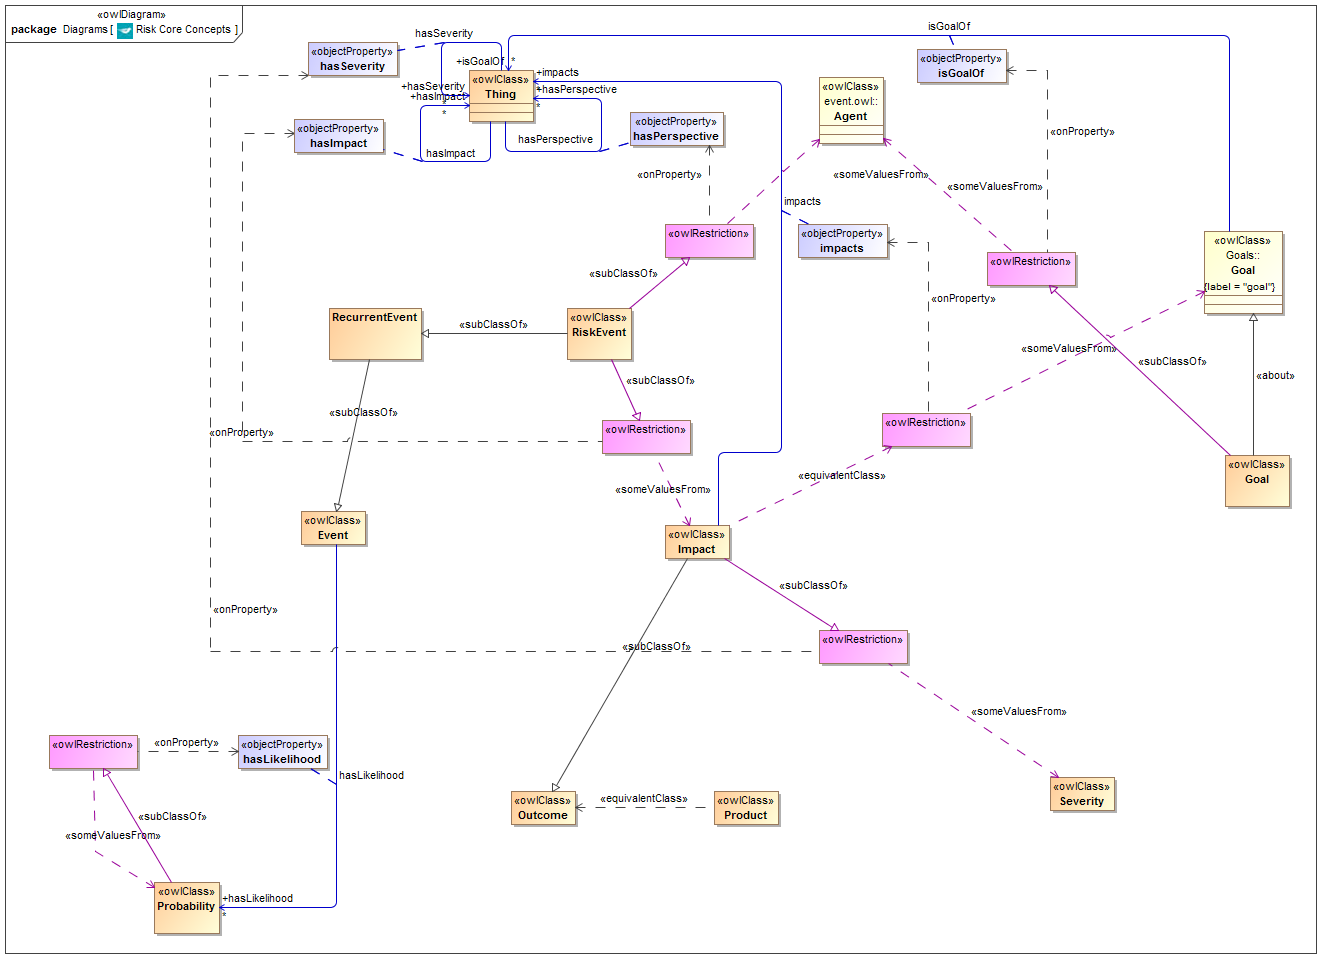 «owlDiagram»
package Diagrams [ Risk Core Concepts ]
isGoalOf
hasSeverity
«objectProperty»
hasSeverity
+isGoalOf
*
+impacts
*
«owlClass»
Thing
+hasSeverity
*
+hasImpact
*
+hasPerspective
*
«objectProperty»
isGoalOf
«owlClass»
event.owl::
Agent
«objectProperty»
hasImpact
hasImpact
hasPerspective
«objectProperty»
hasPerspective
«onProperty»
«onProperty»
«someValuesFrom»
«someValuesFrom»
impacts
«owlRestriction»
«objectProperty»
impacts
«owlRestriction»
«owlClass»
Goals::
Goal
{label = "goal"}
«subClassOf»
«onProperty»
RecurrentEvent
«subClassOf»
«owlClass»
RiskEvent
«someValuesFrom»
«subClassOf»
«about»
«subClassOf»
«subClassOf»
«onProperty»
«owlRestriction»
«owlRestriction»
«owlClass»
Goal
«someValuesFrom»
«equivalentClass»
«owlClass»
Event
«owlClass»
Impact
«subClassOf»
«onProperty»
«subClassOf»
«owlRestriction»
«someValuesFrom»
«owlRestriction»
«onProperty»
«objectProperty»
hasLikelihood
hasLikelihood
«owlClass»
Outcome
«equivalentClass»
«owlClass»
Product
«owlClass»
Severity
«subClassOf»
«someValuesFrom»
«owlClass»
Probability
+hasLikelihood
*